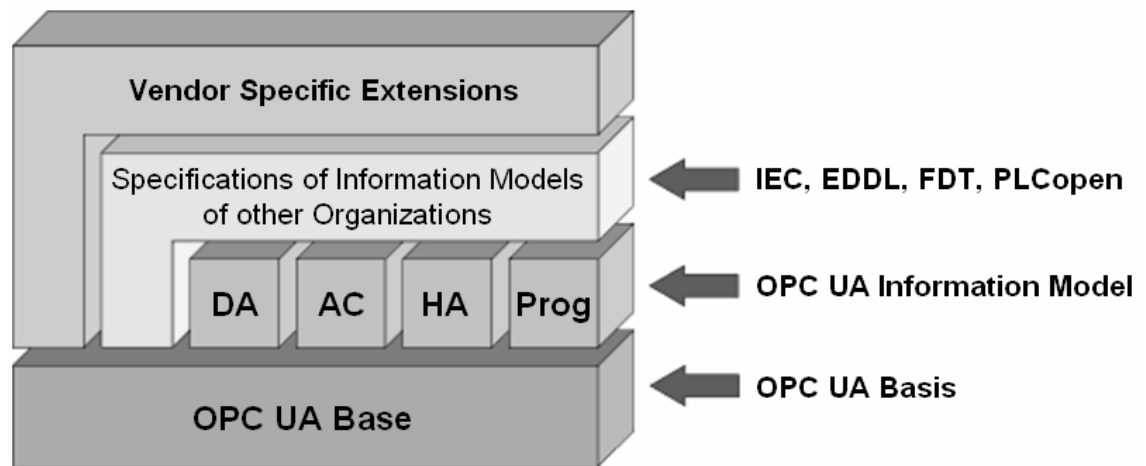 Vendor Specific Extensions
Specifications of Information Models
of other Organizations
IEC, EDDL, FDT, PLCopen
DA
AC
HA
Prog
OPC UA Information Model
OPC UA Base
OPC UA Basis